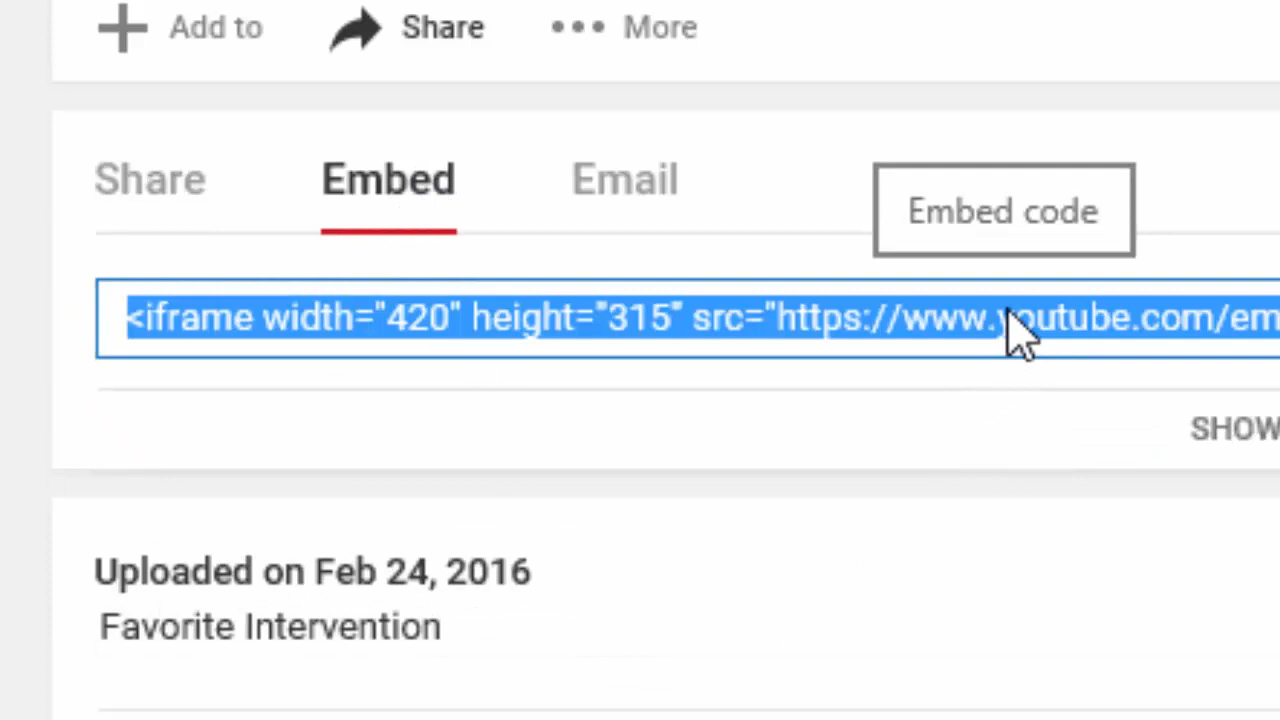 Add to Share More
Share Embed Email
Embed code
<iframe width="420" height="315" src="https://www.youtube.com/em
SHOW
Uploaded on Feb 24, 2016
Favorite Intervention